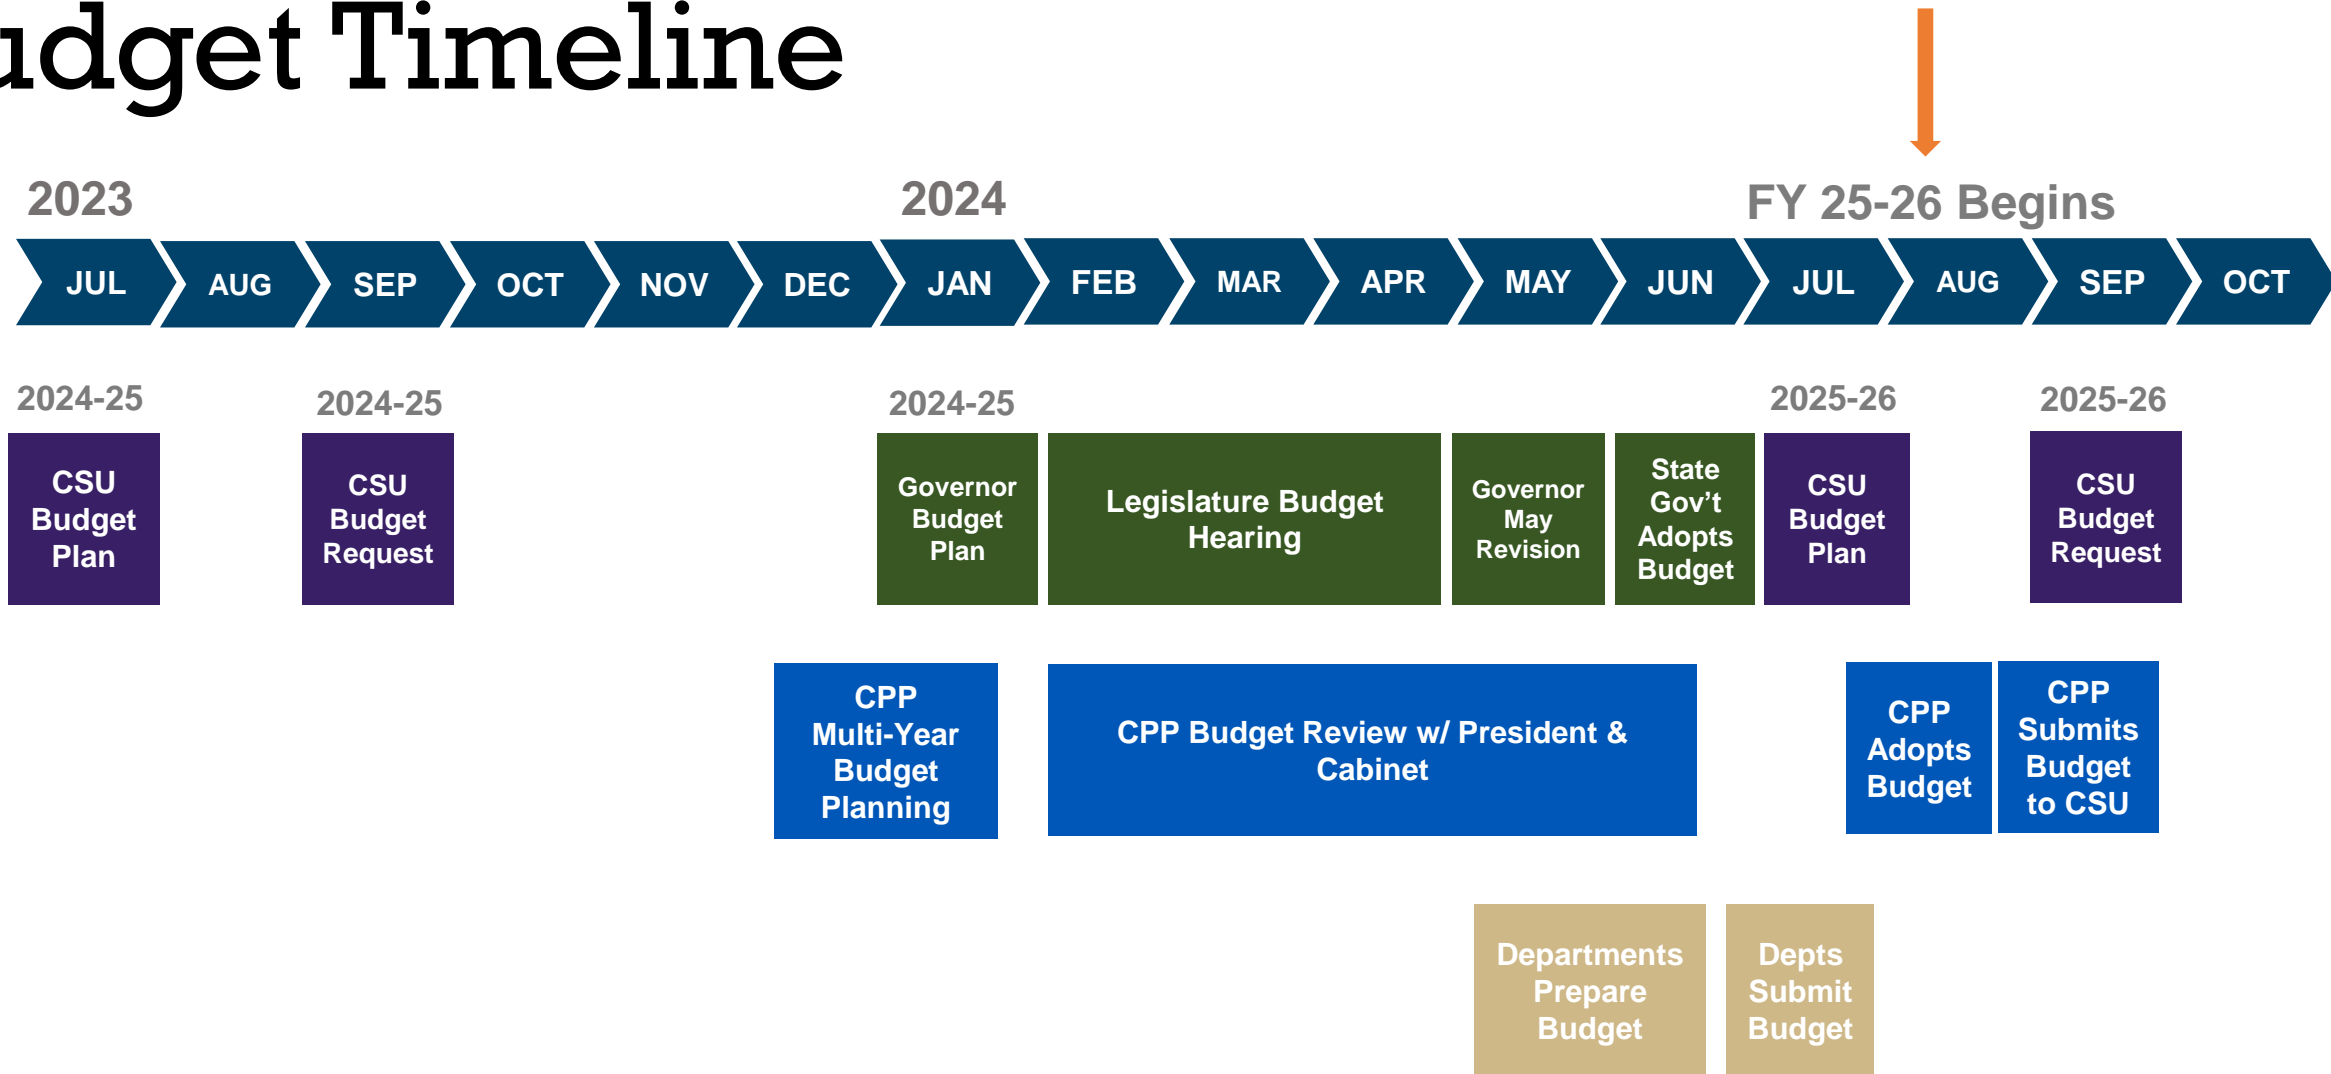 udget Timeline
2023
2024
FY 25-26 Begins
JUL
AUG
SEP
OCT
NOV
DEC
JAN
FEB
MAR
APR
MAY
JUN
JUL
AUG
SEP
OCT
2024-25
2024-25
2024-25
2025-26
2025-26
CSU
Budget
Plan
CSU
Budget
Request
Governor
Budget
Plan
Legislature Budget
Hearing
Governor
May
Revision
State
Gov’t
Adopts
Budget
CSU
Budget
Plan
CSU
Budget
Request
CPP
Multi-Year
Budget
Planning
CPP Budget Review w/ President &
Cabinet
CPP
Adopts
Budget
CPP
Submits
Budget
to CSU
Departments
Prepare
Budget
Depts
Submit
Budget